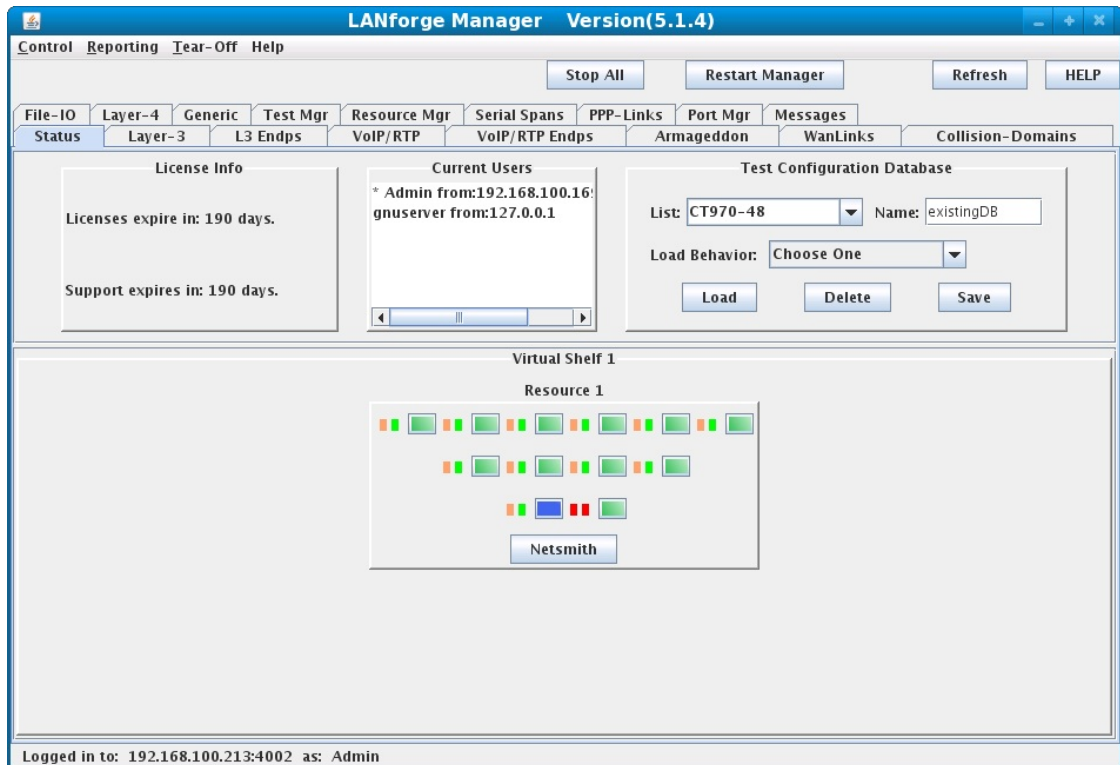 LANforge Manager Version(5.1.4)
Control Reporting Tear-Off Help
Stop All Restart Manager Refresh HELP
File-IO Layer-4 Generic Test Mgr Resource Mgr Serial Spans PPP-Links Port Mgr Messages
Status Layer-3 L3 Endps VoIP/RTP VoIP/RTP Endps Armageddon WanLinks Collision-Domains
License Info
Licenses expire in: 190 days.
Support expires in: 190 days.
Current Users
* Admin from:192.168.100.16
gnuserver from:127.0.0.1
Test Configuration Database
List: CT970-48 Name: existingDB
Load Behavior: Choose One
Load Delete Save
Virtual Shelf 1
Resource 1
Netsmith
Logged in to: 192.168.100.213:4002 as: Admin